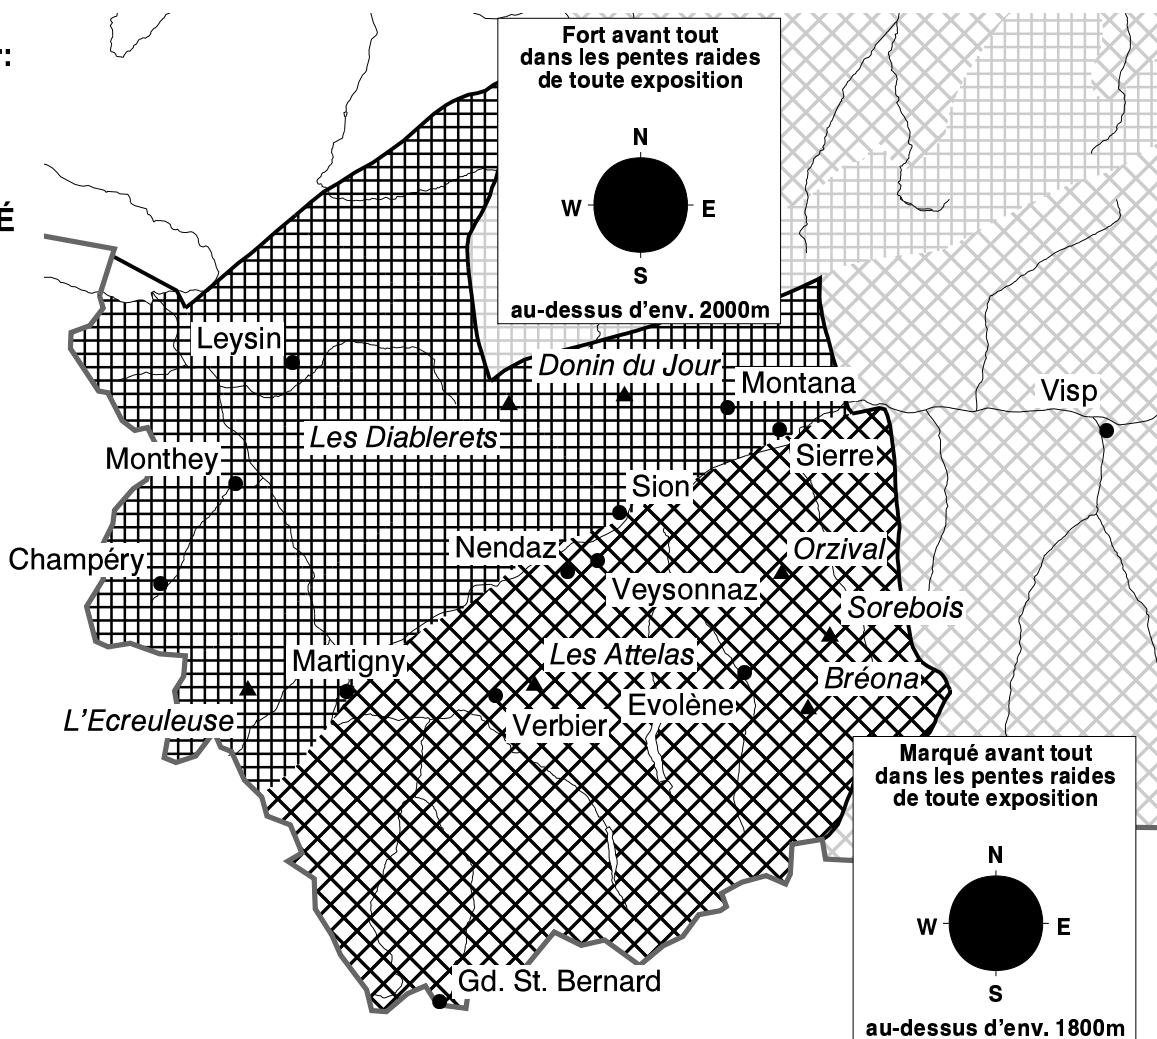 Fort avant tout
dans les pentes raides
de toute exposition
N
W
E
S
au-dessus d'env. 2000m
r:
É
Leysin
Donin du Jour
Montana
Visp
Les Diablerets
Sierre
Monthey
Sion
Nendaz
Orzival
Champéry
Veysonnaz
Sorebois
Martigny
Les Attelas
Bréona
L'Ecreuleuse
Evolène
Verbier
Marqué avant tout
dans les pentes raides
de toute exposition
N
W
E
S
au-dessus d'env. 1800m
Gd. St. Bernard